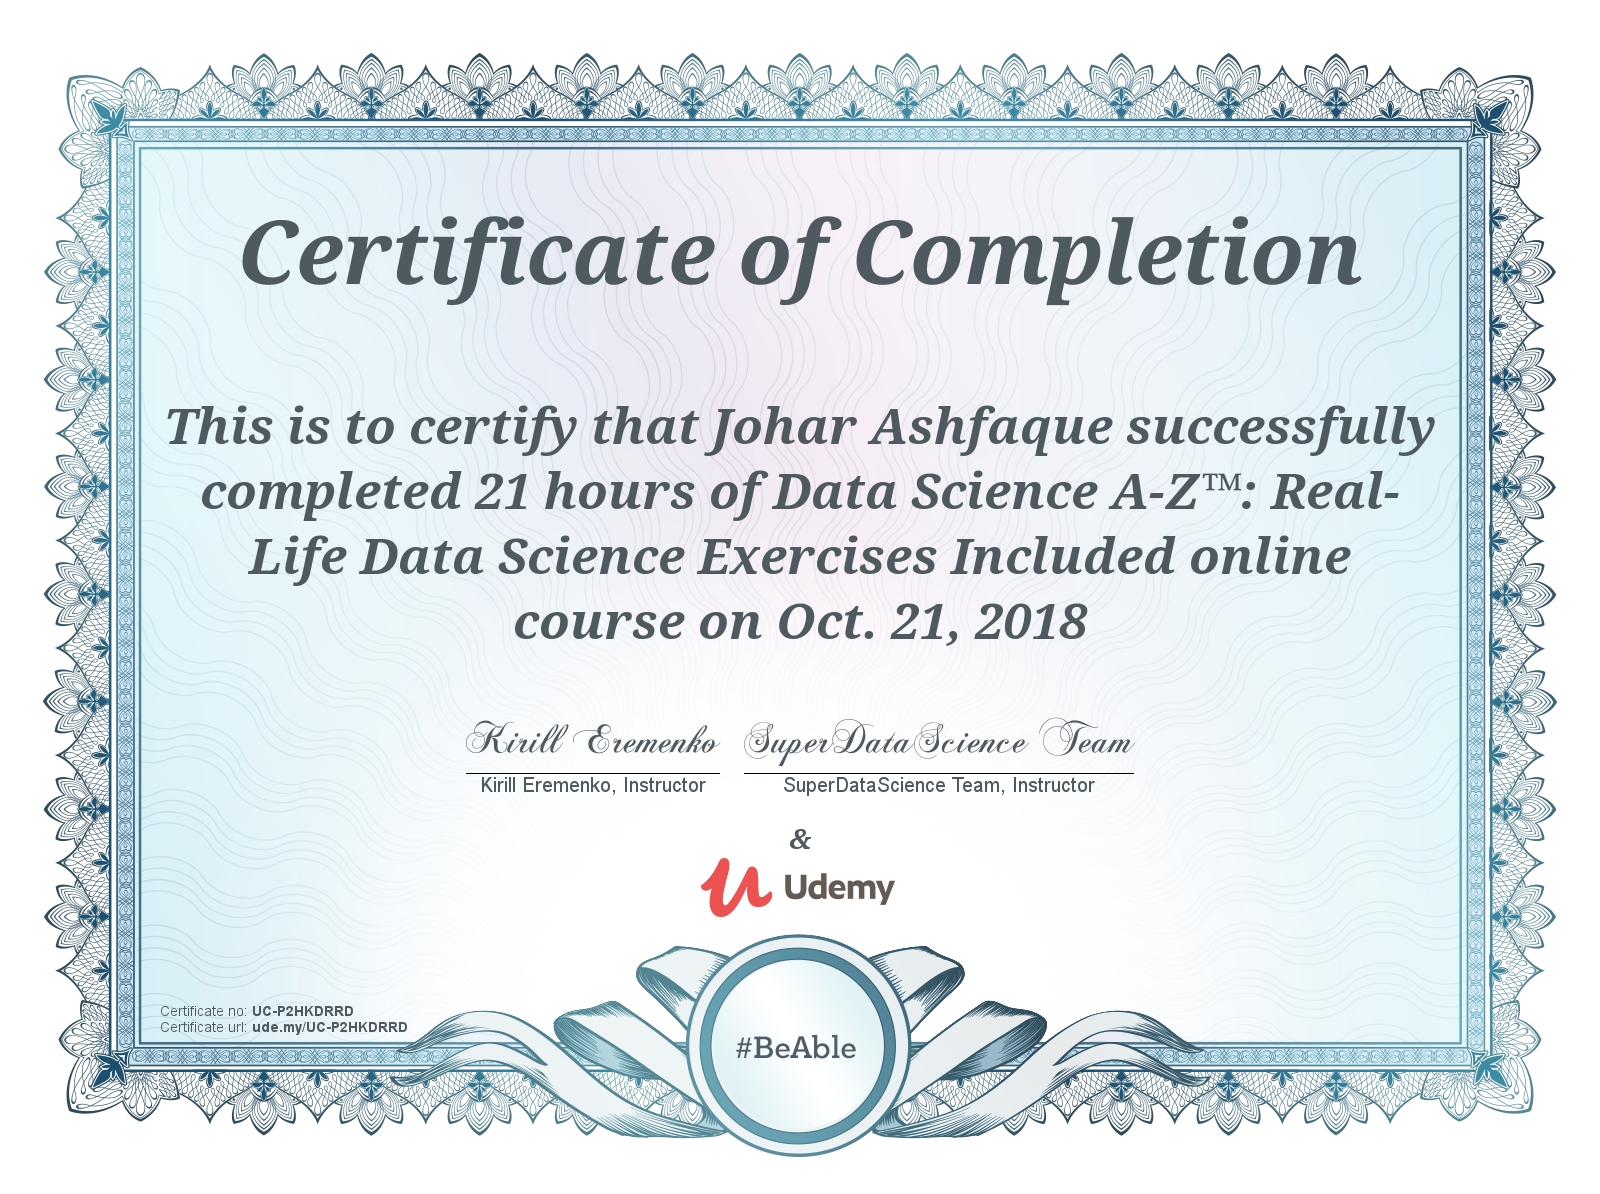 Certificate of Completion
This is to certify that Johar Ashfaque successfully
completed 21 hours of Data Science A-Z™: Real-
Life Data Science Exercises Included online
course on Oct. 21, 2018
Kirill Eremenko SuperDataScience Team
Kirill Eremenko, Instructor SuperDataScience Team, Instructor
&
Udemy
Certificate no: UC-P2HKDRRD
Certificate url: ude.my/UC-P2HKDRRD
#BeAble